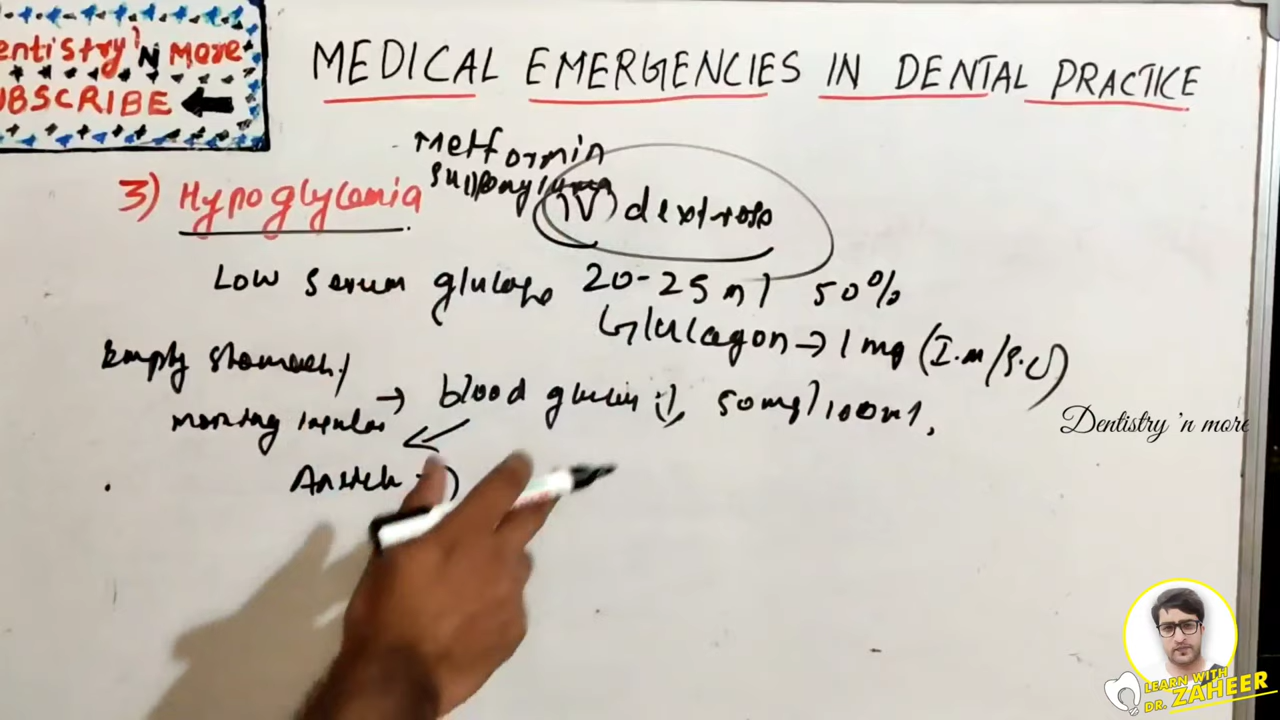 entistry'N More
UBSCRIBE
MEDICAL EMERGENCIES IN DENTAL PRACTICE
Metformin
3) Hypoglycemia
IV) dextrose
Low serum glucose 20-25 ml 50%
Glucagon → 1 mg (I.M/S.C)
Empty stomach /
morning → blood ↓ 50mg/100ml,
Dentistry 'n more
LEARN WITH
DR. ZAHEER